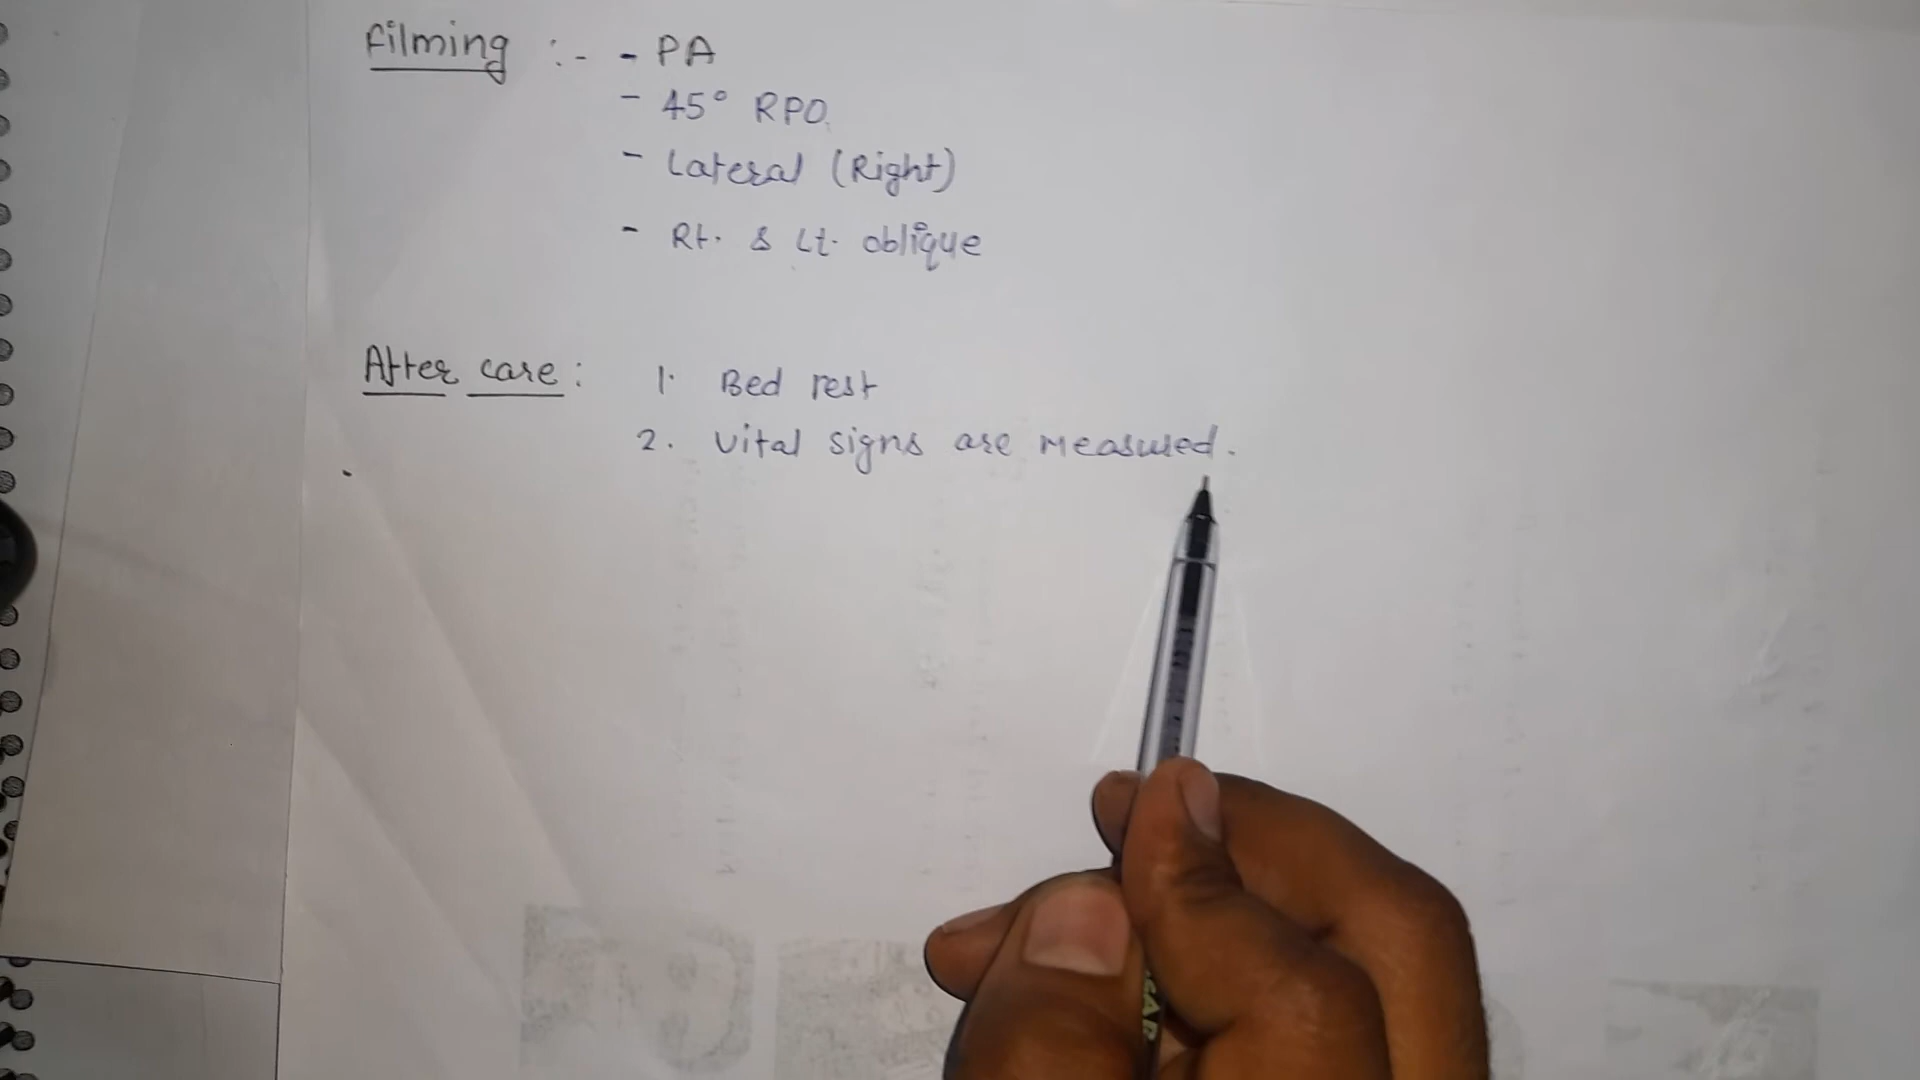 Filming :- - PA
- 45° RPO.
- Lateral (Right)
- Rt. & Lt. oblique
After care : 1. Bed rest
2. Vital signs are measured.